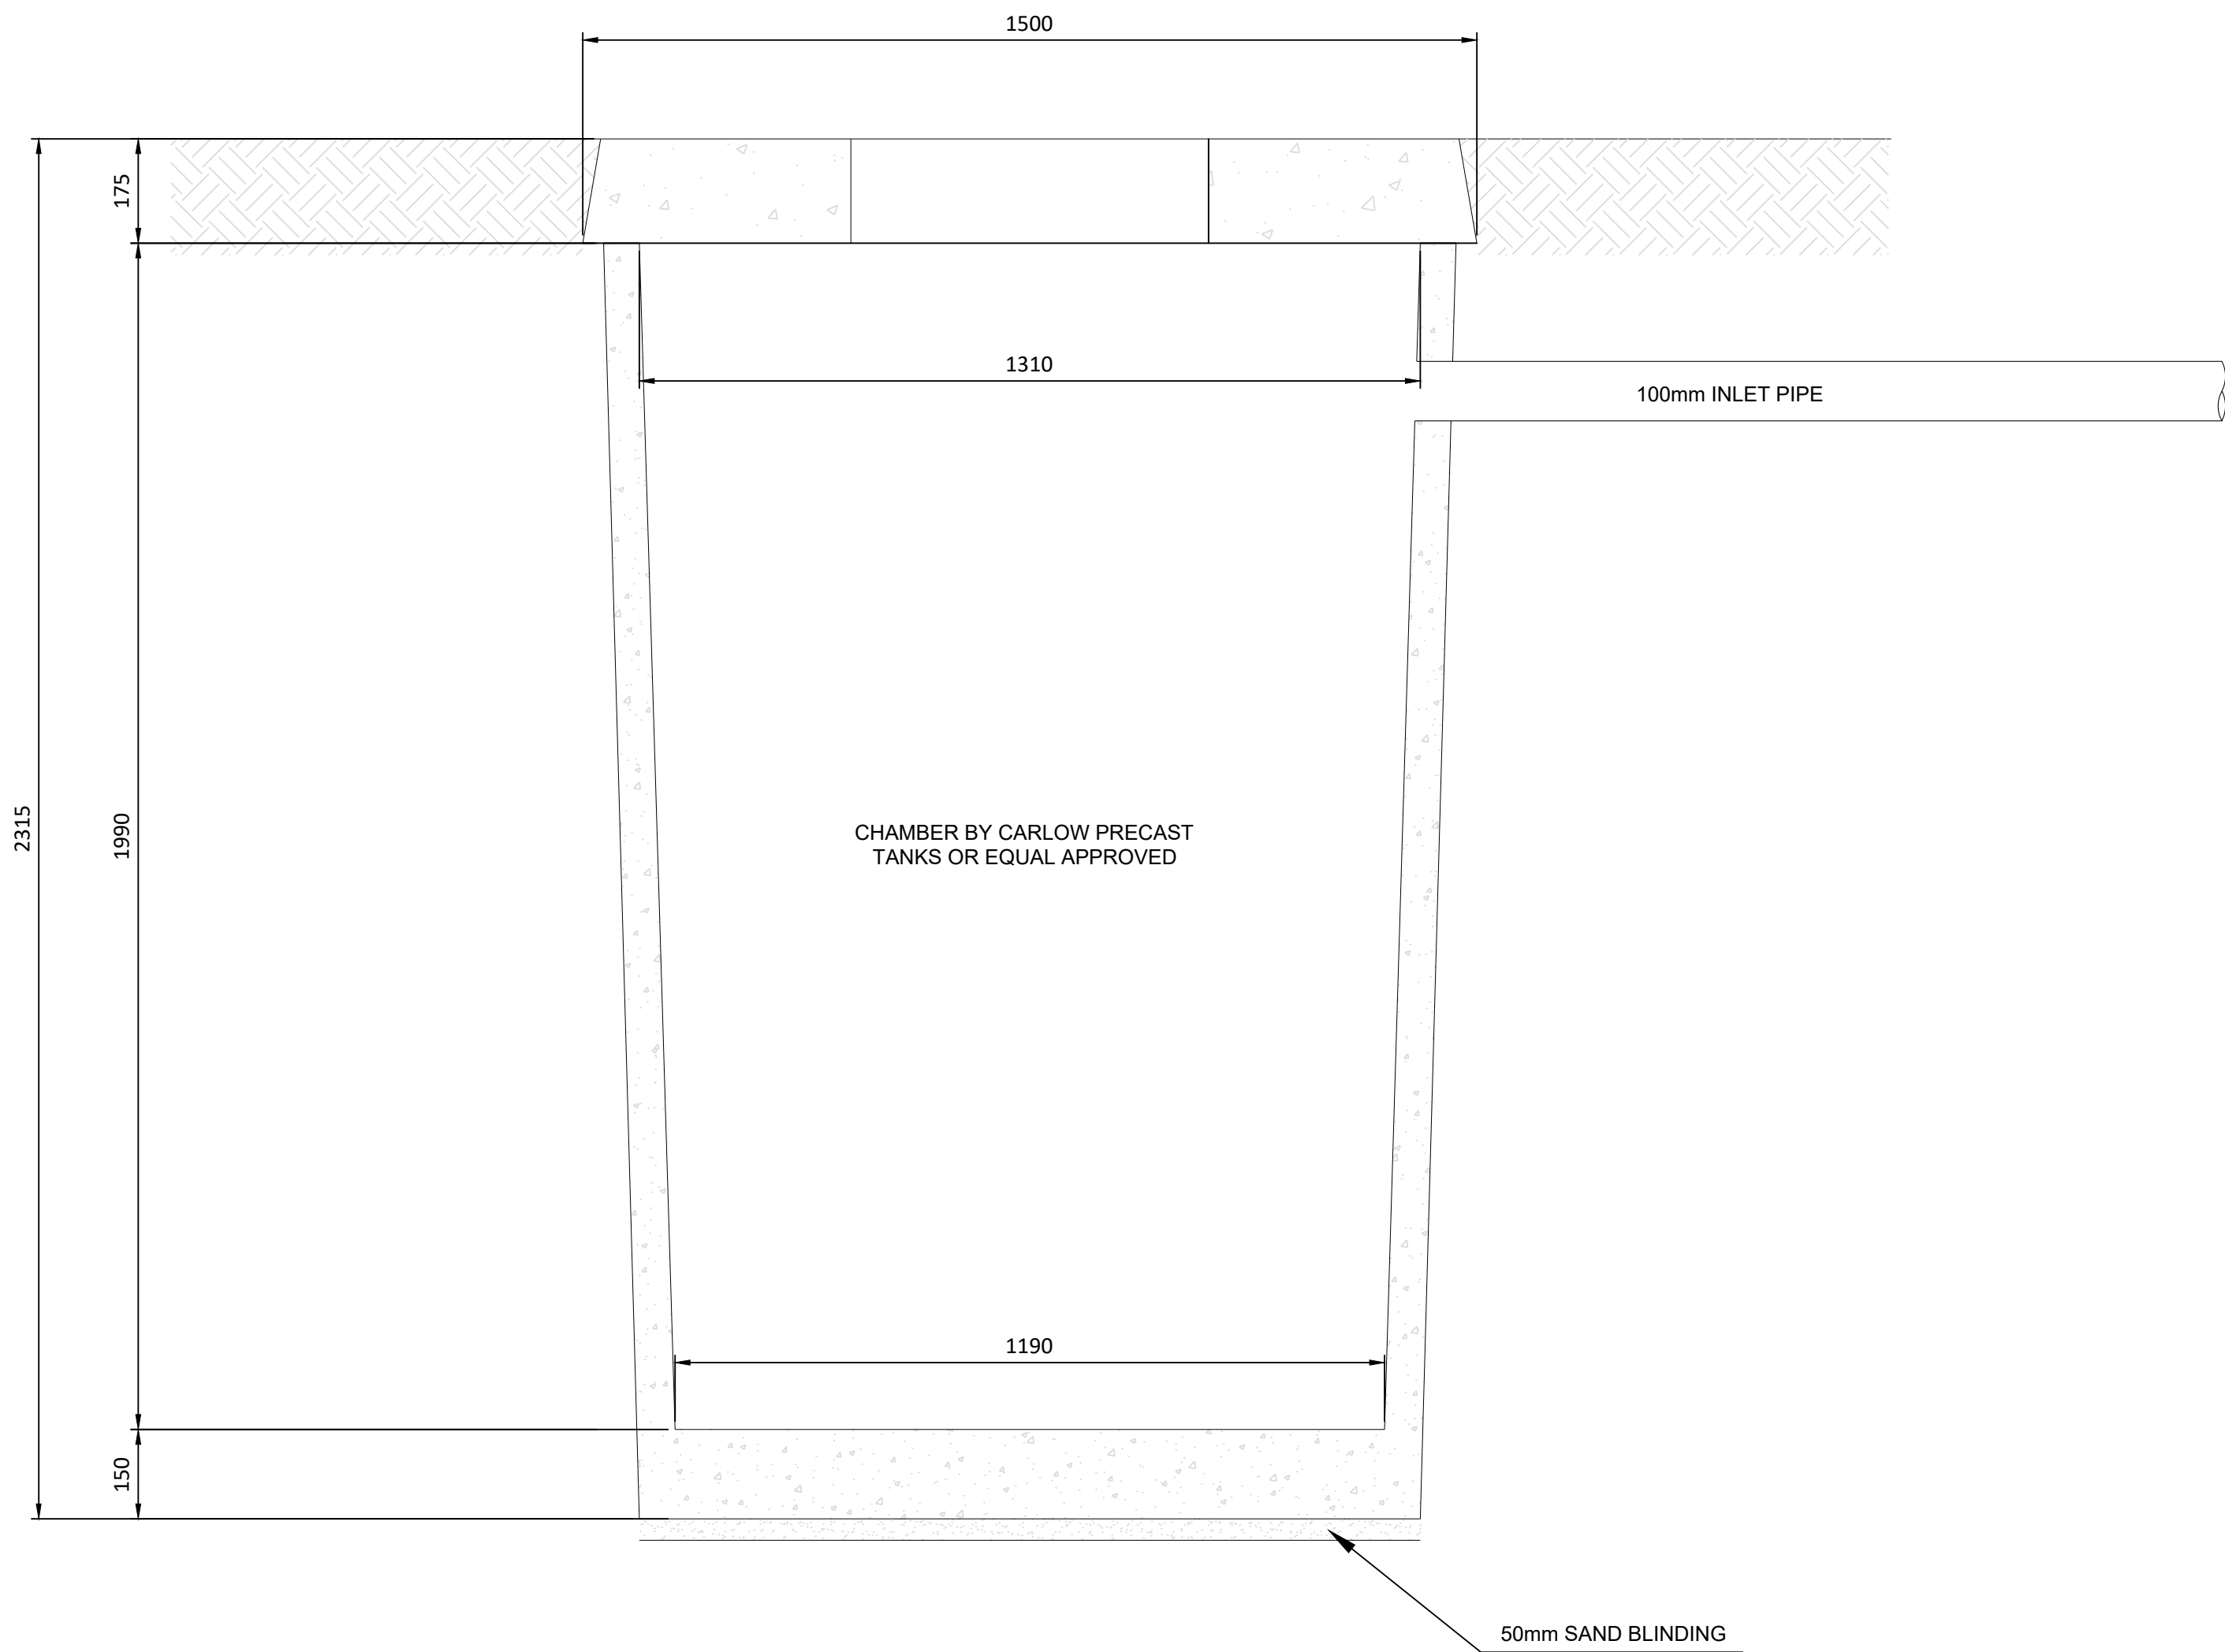 1500
175
1310
100mm INLET PIPE
2315
1990
CHAMBER BY CARLOW PRECAST
TANKS OR EQUAL APPROVED
1190
150
50mm SAND BLINDING